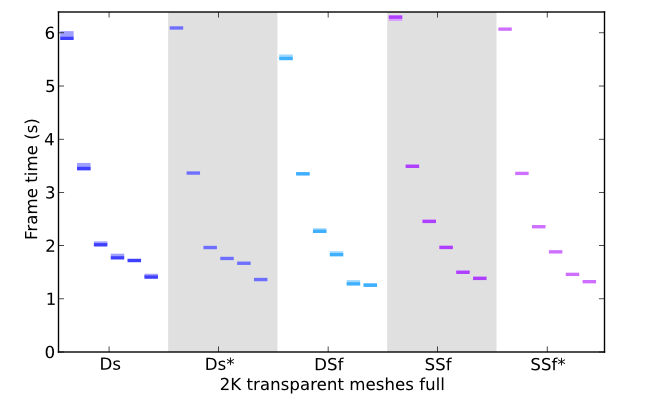 6
5
4
3
2
1
0
Frame time (s)
Ds Ds* DSf SSf SSf*
2K transparent meshes full